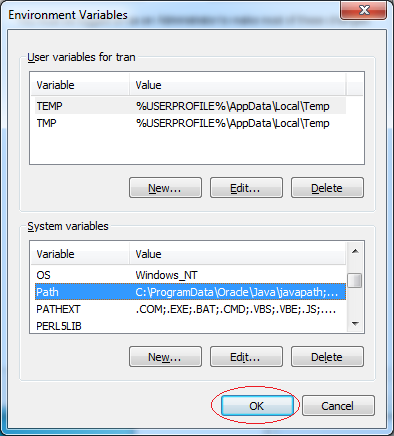 Environment Variables
User variables for tran
Variable Value
TEMP %USERPROFILE%\AppData\Local\Temp
TMP %USERPROFILE%\AppData\Local\Temp
New... Edit... Delete
System variables
Variable Value
OS Windows_NT
Path C:\ProgramData\Oracle\Java\javapath;...
PATHEXT .COM;.EXE;.BAT;.CMD;.VBS;.VBE;.JS;....
PERL5LIB
New... Edit... Delete
OK Cancel